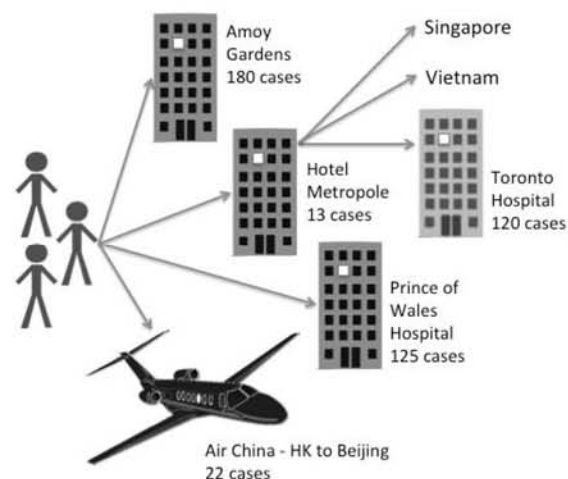 Amoy
Gardens
180 cases
Singapore
Vietnam
Hotel
Metropole
13 cases
Toronto
Hospital
120 cases
Prince of
Wales
Hospital
125 cases
Air China - HK to Beijing
22 cases